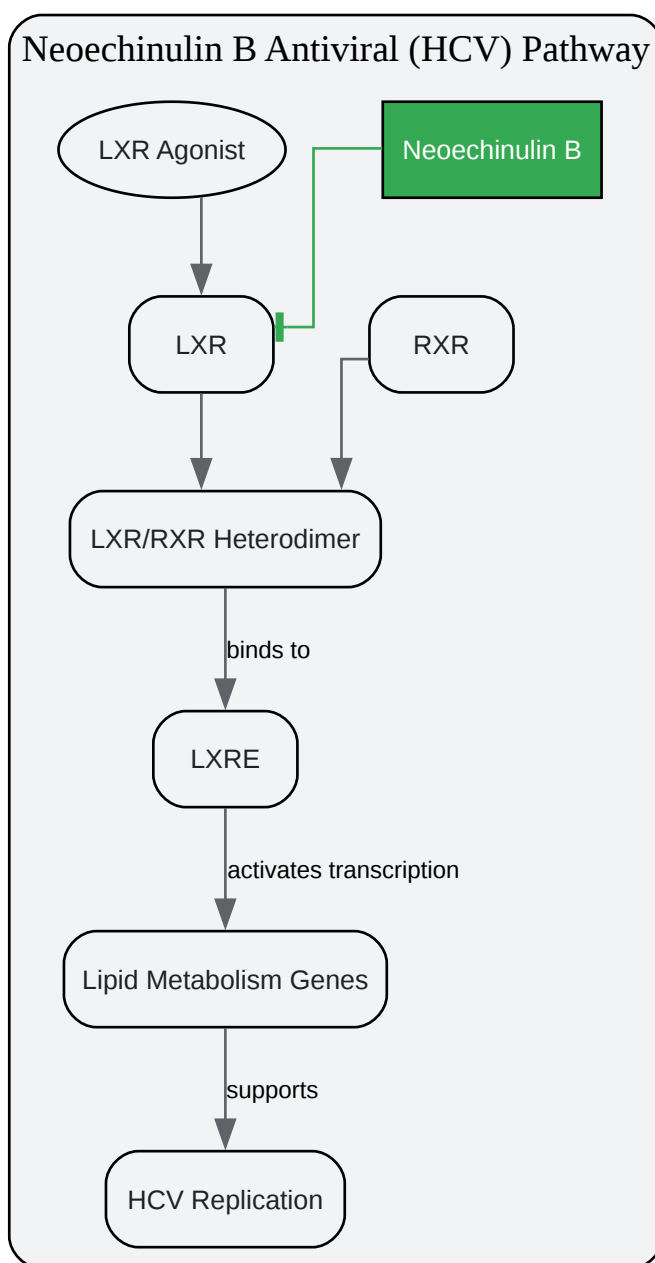 Neoechinulin B Antiviral (HCV) Pathway
LXR Agonist
Neoechinulin B
LXR
RXR
LXR/RXR Heterodimer
binds to
LXRE
activates transcription
Lipid Metabolism Genes
supports
HCV Replication